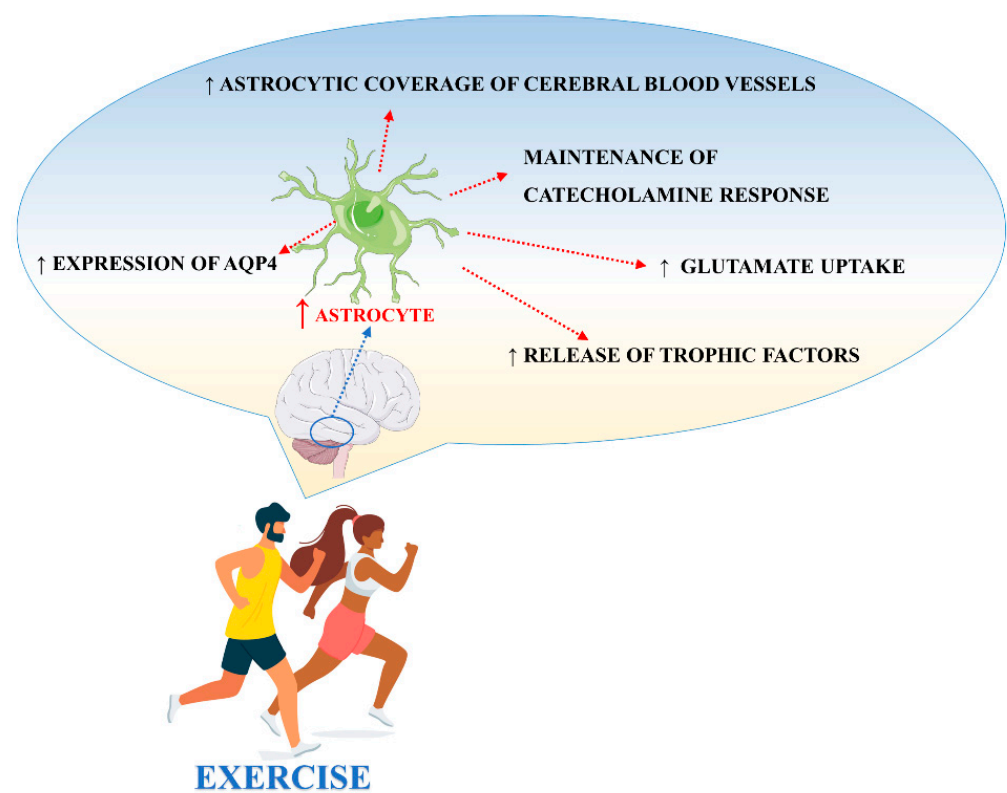 ↑ ASTROCYTIC COVERAGE OF CEREBRAL BLOOD VESSELS
MAINTENANCE OF
CATECHOLAMINE RESPONSE
↑ EXPRESSION OF AQP4
↑ GLUTAMATE UPTAKE
↑ ASTROCYTE
↑ RELEASE OF TROPHIC FACTORS
EXERCISE